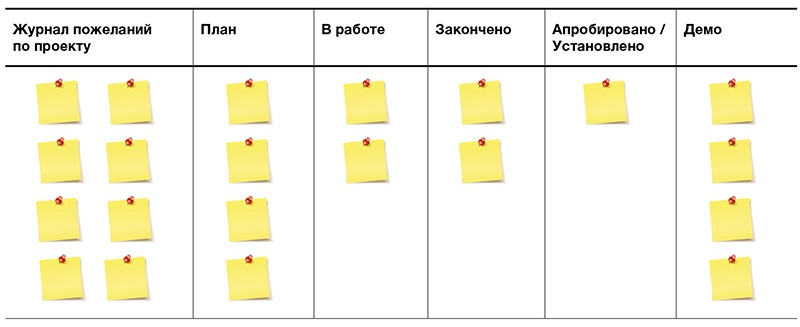 Журнал пожеланий
по проекту
План
В работе
Закончено
Апробировано /
Установлено
Демо